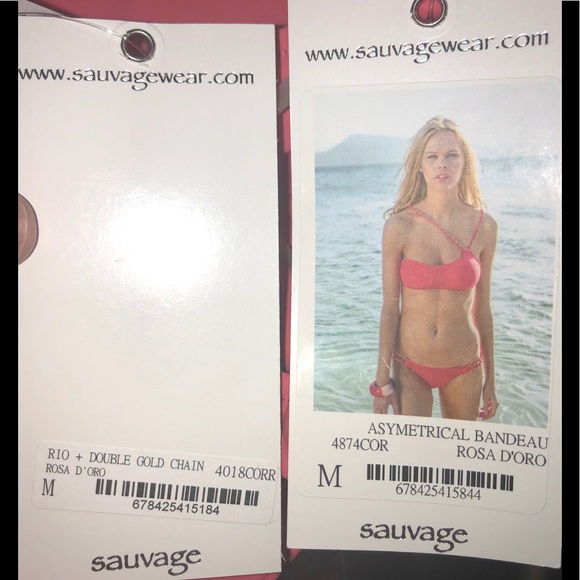 www.sauvagewear.com
RIO + DOUBLE GOLD CHAIN 4018CORR
ROSA D'ORO
M
678425415184
sauvage
www.sauvagewear.com
ASYMETRICAL BANDEAU
4874COR ROSA D'ORO
M
678425415844
sauvage